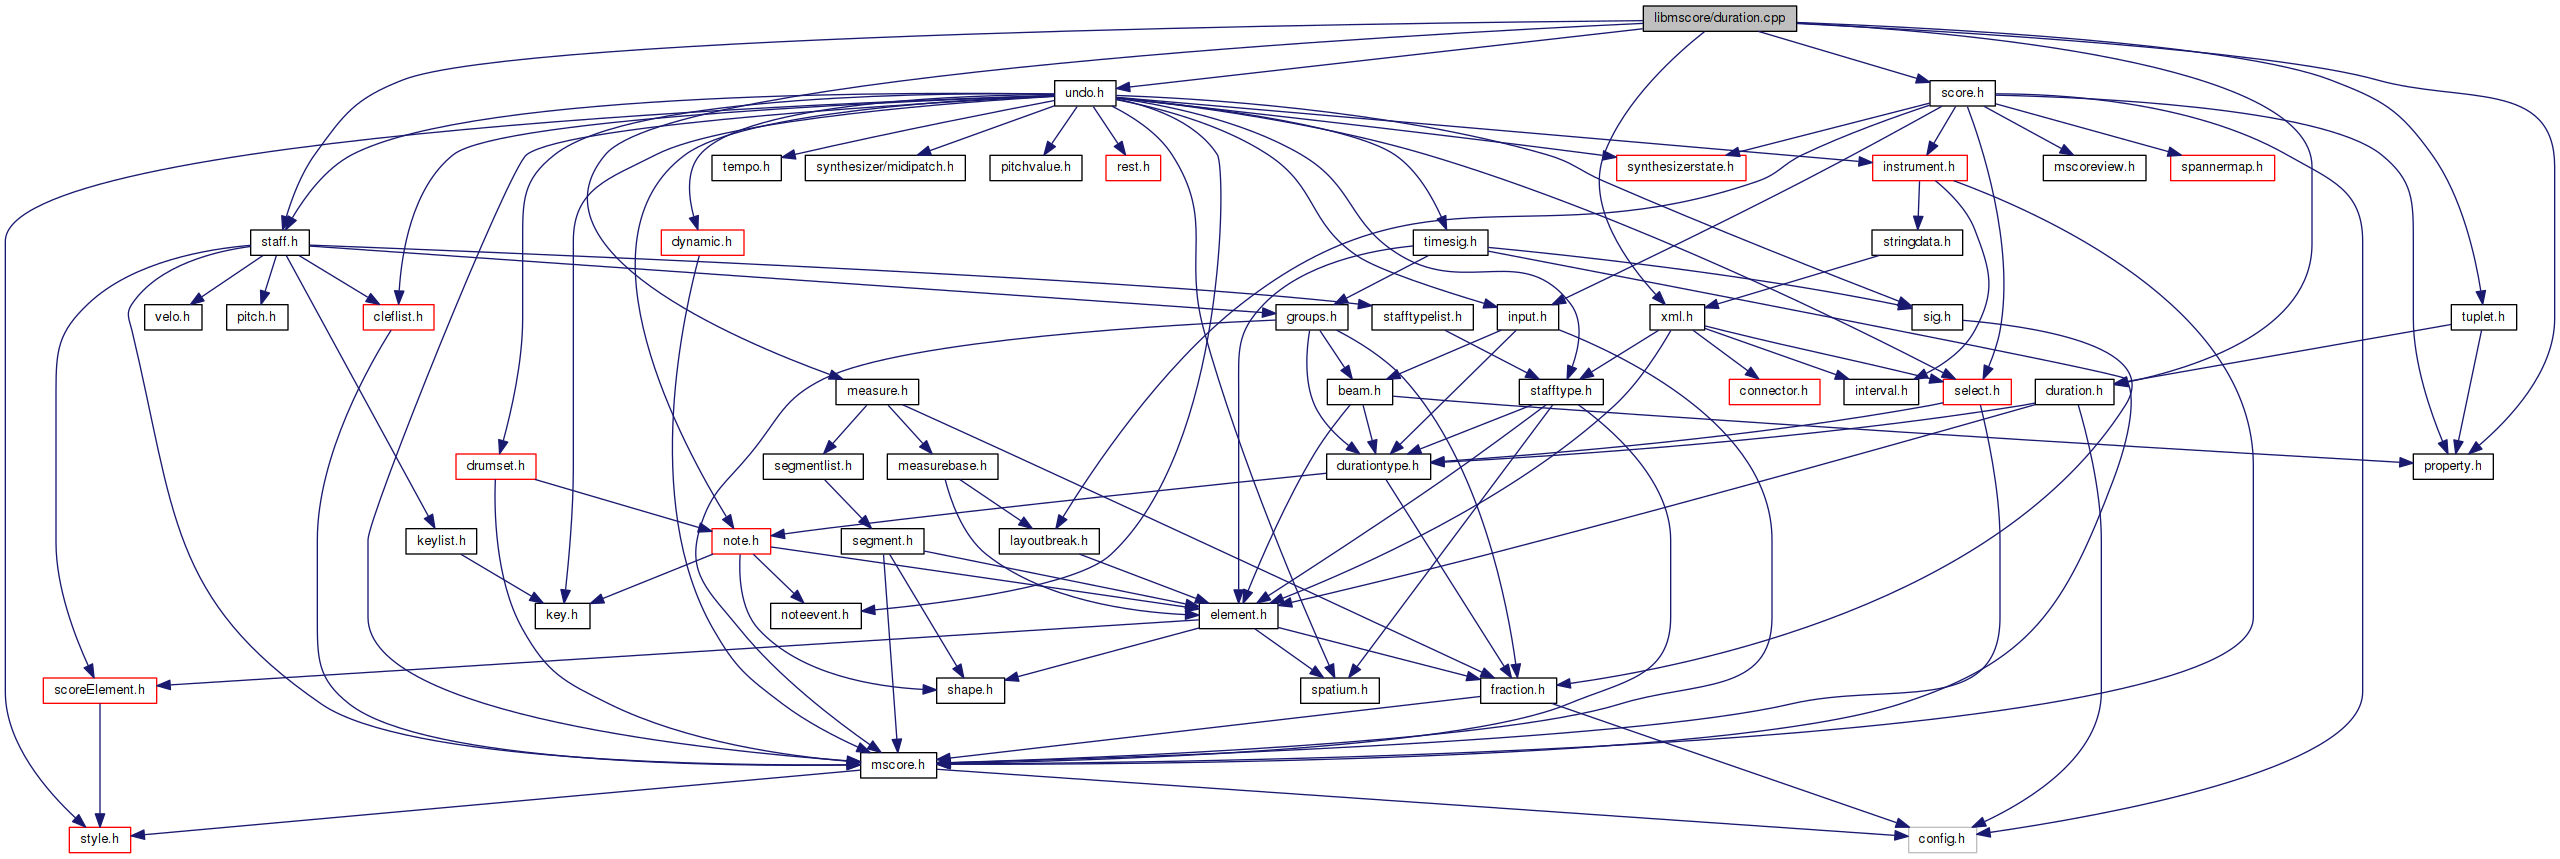 libmscore/duration.cpp
undo.h
score.h
tempo.h
synthesizer/midipatch.h
pitchvalue.h
rest.h
synthesizerstate.h
instrument.h
mscoreview.h
spannermap.h
staff.h
dynamic.h
timesig.h
stringdata.h
velo.h
pitch.h
cleflist.h
groups.h
stafftypelist.h
input.h
xml.h
sig.h
tuplet.h
measure.h
beam.h
stafftype.h
connector.h
interval.h
select.h
duration.h
drumset.h
segmentlist.h
measurebase.h
durationtype.h
property.h
keylist.h
note.h
segment.h
layoutbreak.h
key.h
noteevent.h
element.h
scoreElement.h
shape.h
spatium.h
fraction.h
mscore.h
style.h
config.h